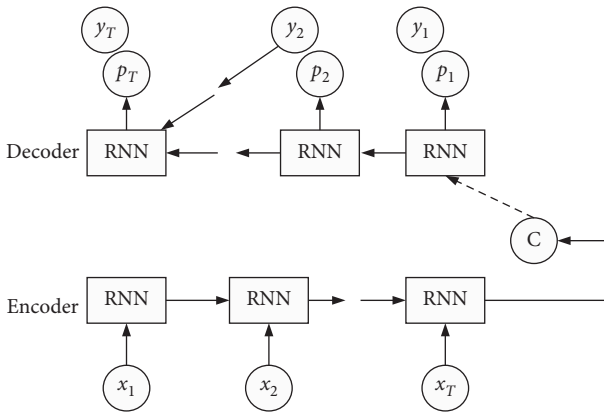 y_T y_2 y_1
p_T p_2 p_1
Decoder RNN RNN RNN
C
Encoder RNN RNN RNN
x_1 x_2 x_T